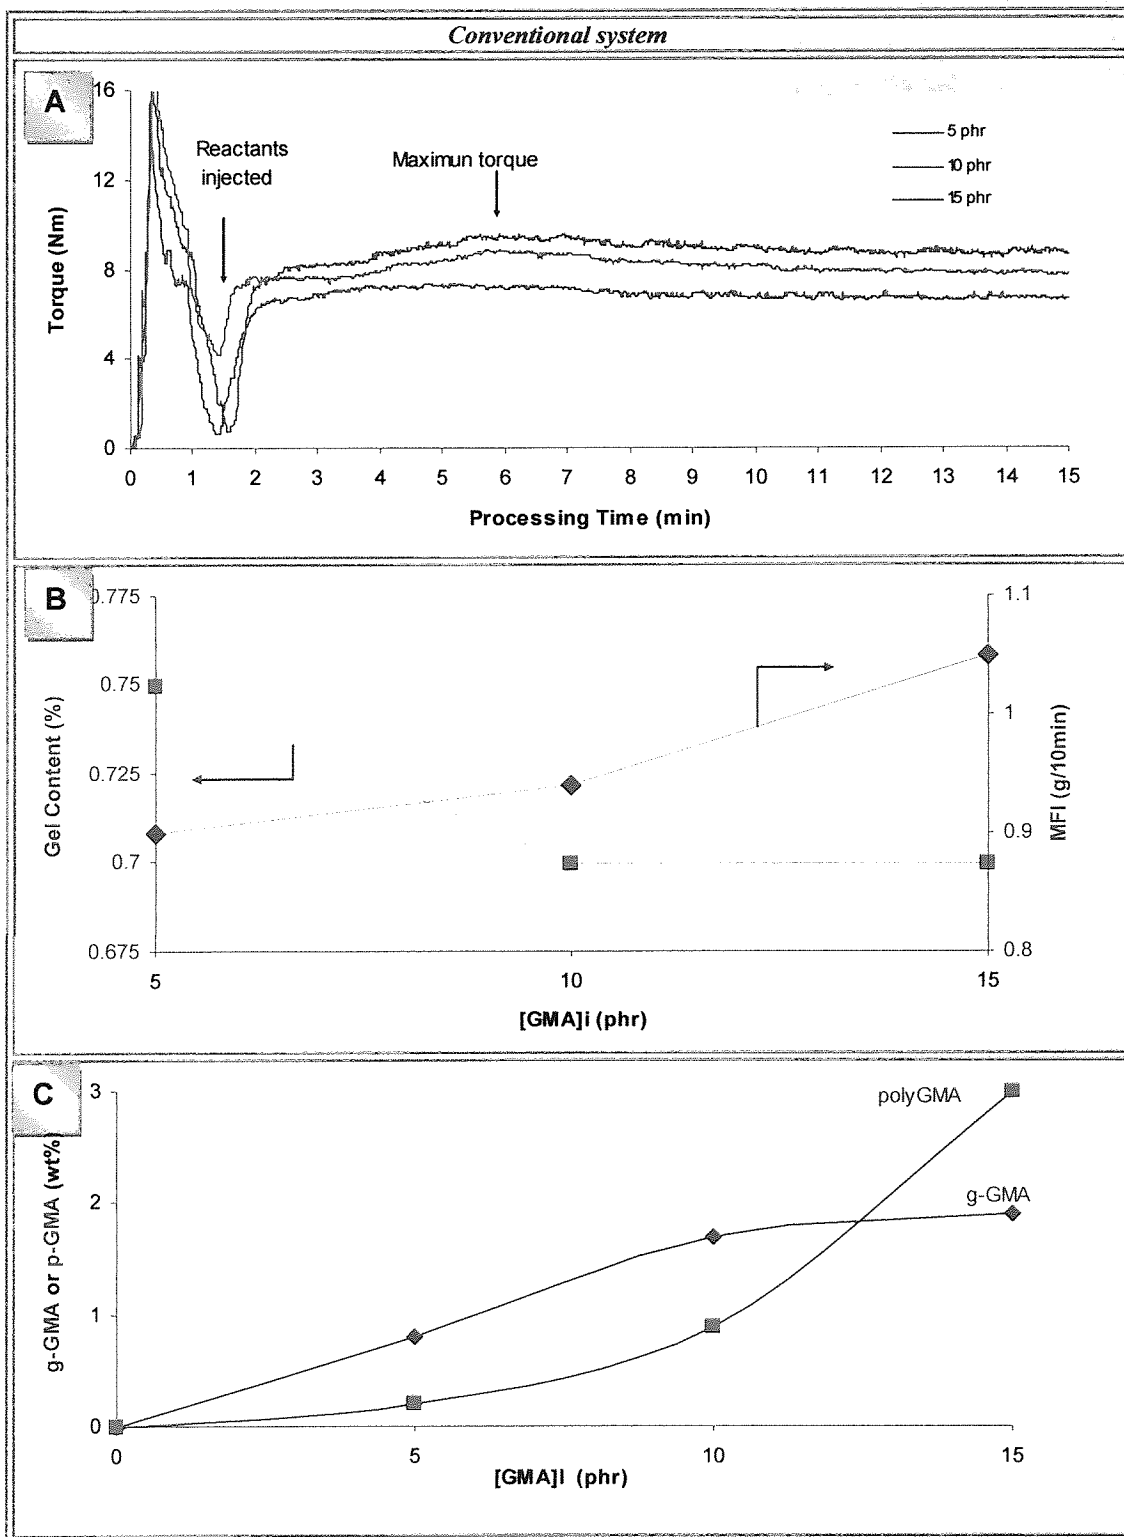 Conventional system
A
16
12
8
4
0
Torque (Nm)
Reactants
injected
Maximun torque
5 phr
10 phr
15 phr
0 1 2 3 4 5 6 7 8 9 10 11 12 13 14 15
Processing Time (min)
B
0.775
0.75
0.725
0.7
0.675
Gel Content (%)
1.1
1
0.9
0.8
MFI (g/10min)
5 10 15
[GMA]i (phr)
C
3
2
1
0
g-GMA or p-GMA (wt%)
polyGMA
g-GMA
0 5 10 15
[GMA]I (phr)